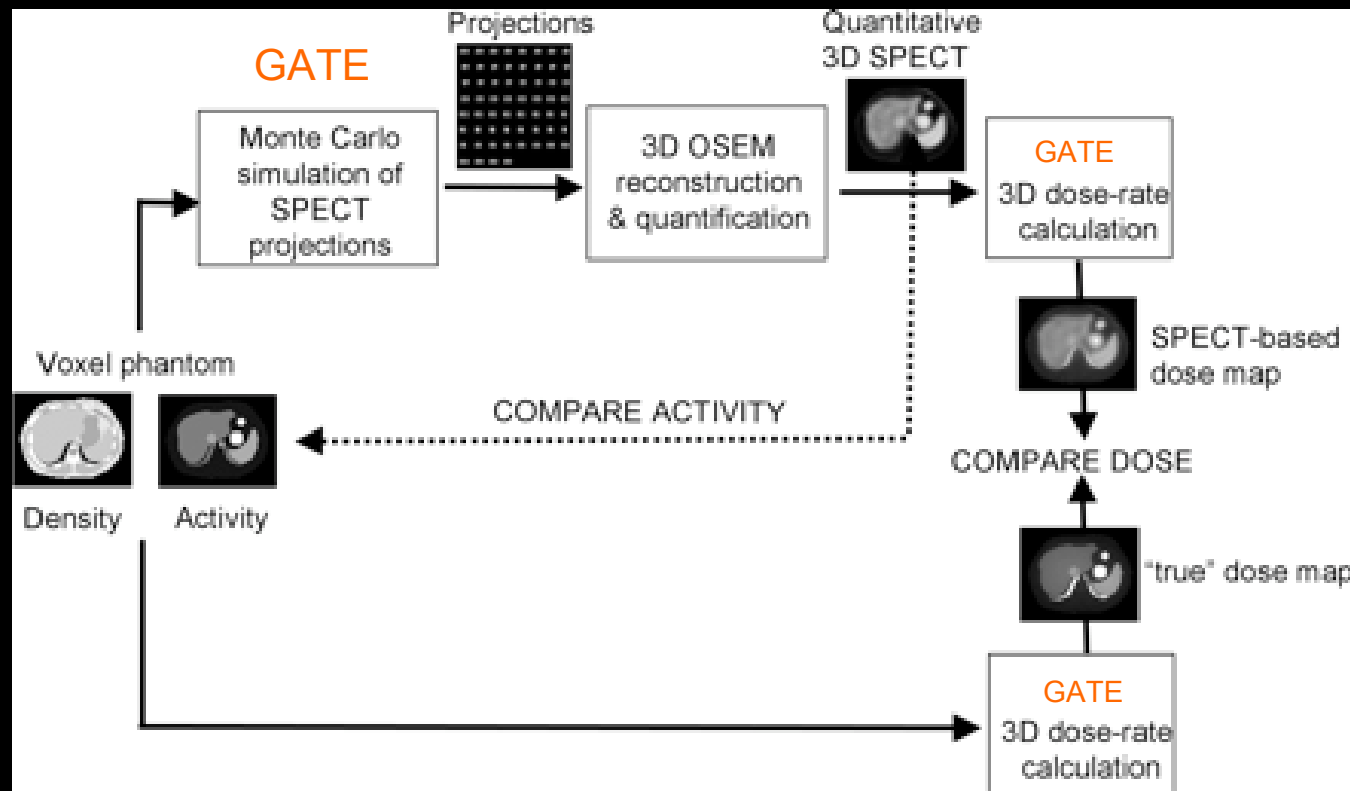 Projections
Quantitative
3D SPECT
GATE
Monte Carlo
simulation of
SPECT
projections
3D OSEM
reconstruction
& quantification
GATE
3D dose-rate
calculation
Voxel phantom
SPECT-based
dose map
COMPARE ACTIVITY
COMPARE DOSE
Density
Activity
"true" dose map
GATE
3D dose-rate
calculation